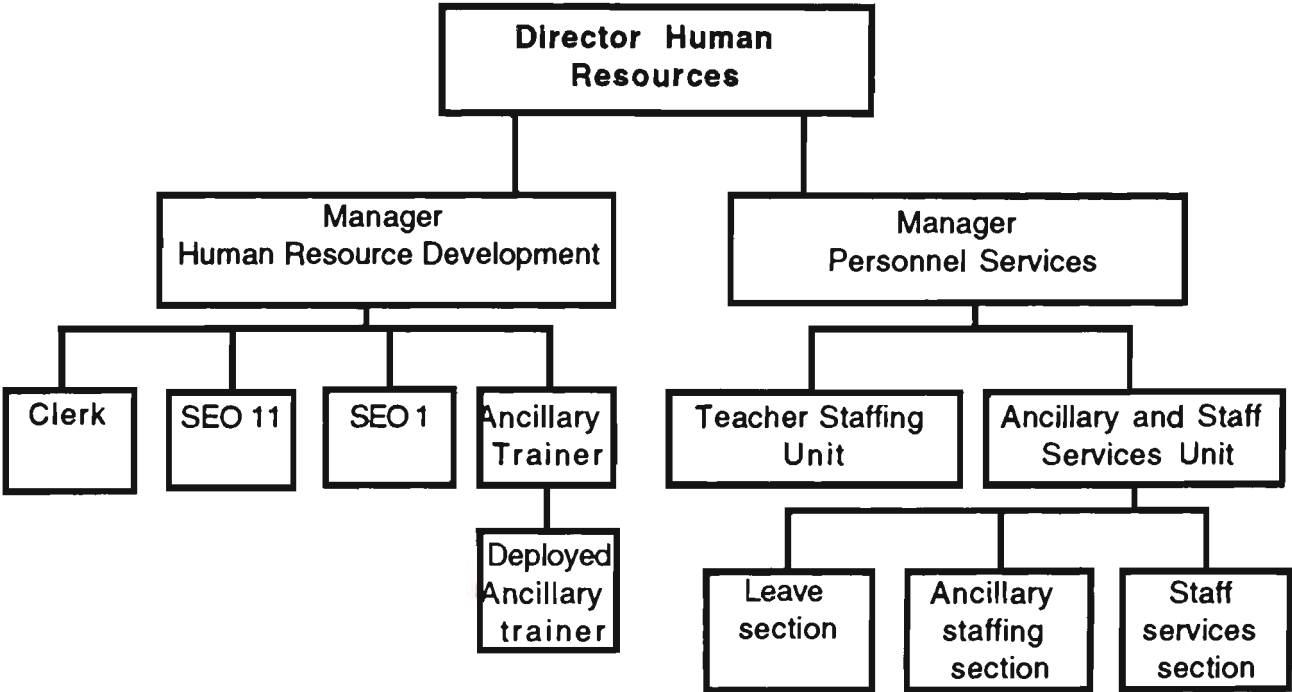 Director Human
Resources
Manager
Human Resource Development
Manager
Personnel Services
Clerk
SEO 11
SEO 1
Ancillary
Trainer
Teacher Staffing
Unit
Ancillary and Staff
Services Unit
Deployed
Ancillary
trainer
Leave
section
Ancillary
staffing
section
Staff
services
section